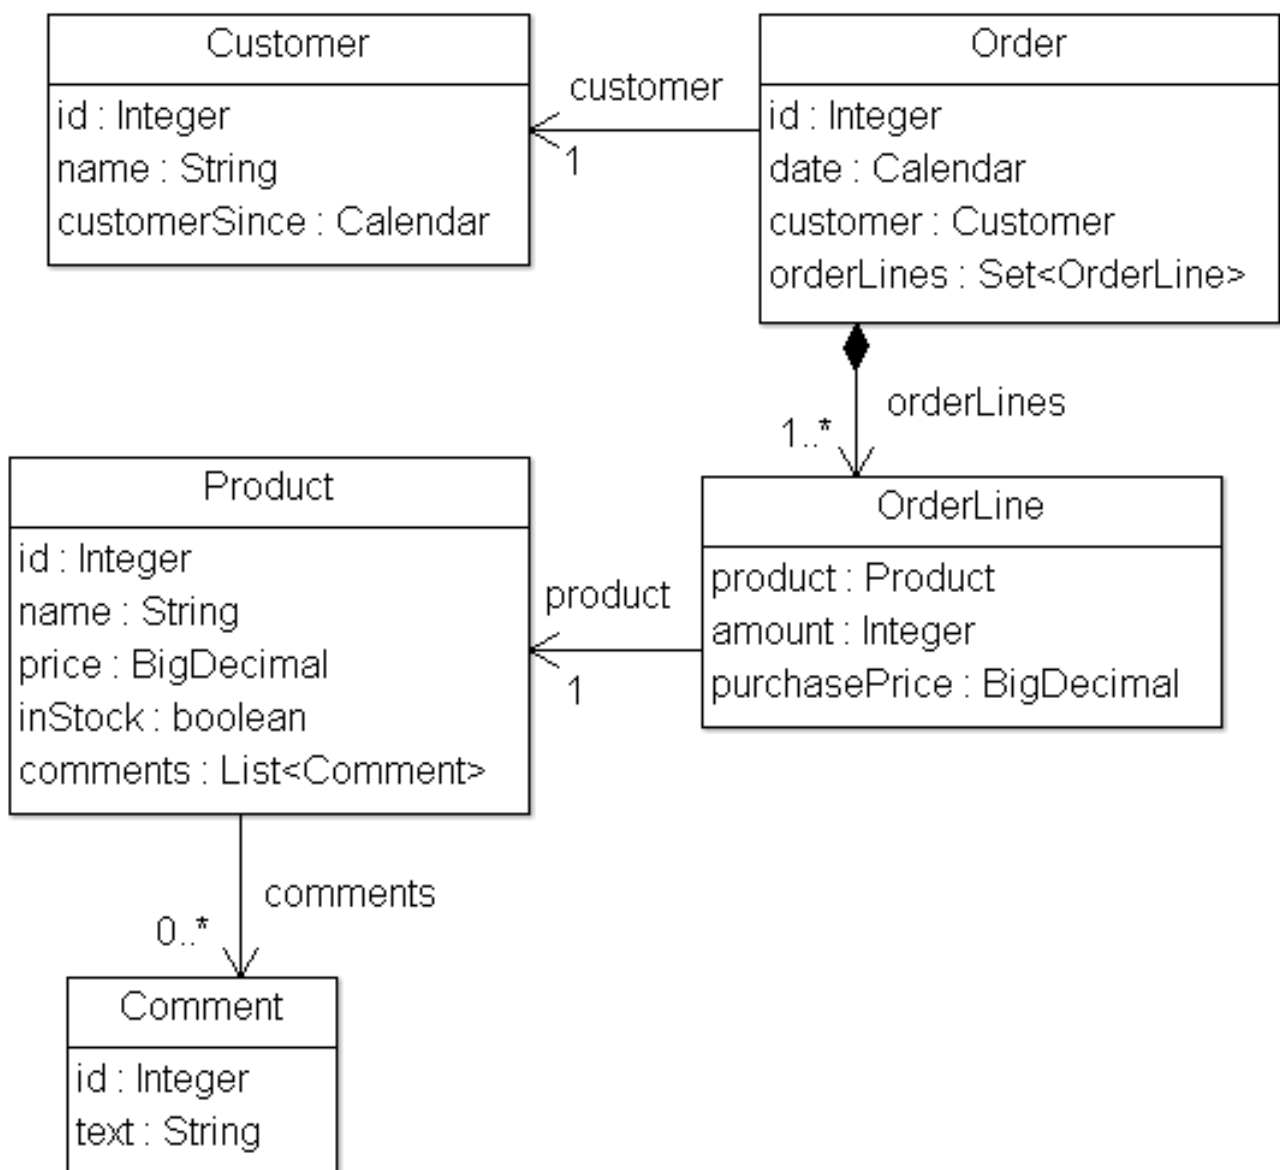 Customer
id : Integer
name : String
customerSince : Calendar
customer
1
Order
id : Integer
date : Calendar
customer : Customer
orderLines : Set<OrderLine>
orderLines
1..*
Product
id : Integer
name : String
price : BigDecimal
inStock : boolean
comments : List<Comment>
product
1
OrderLine
product : Product
amount : Integer
purchasePrice : BigDecimal
comments
0..*
Comment
id : Integer
text : String